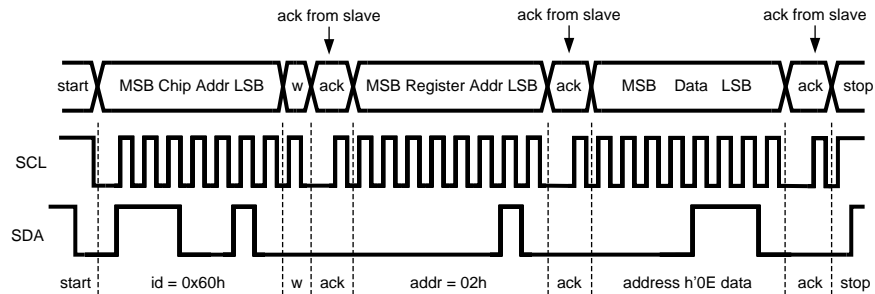 ack from slave ack from slave ack from slave
start MSB Chip Addr LSB w ack MSB Register Addr LSB ack MSB Data LSB ack stop
SCL
SDA
start id = 0x60h w ack addr = 02h ack address h'0E data ack stop